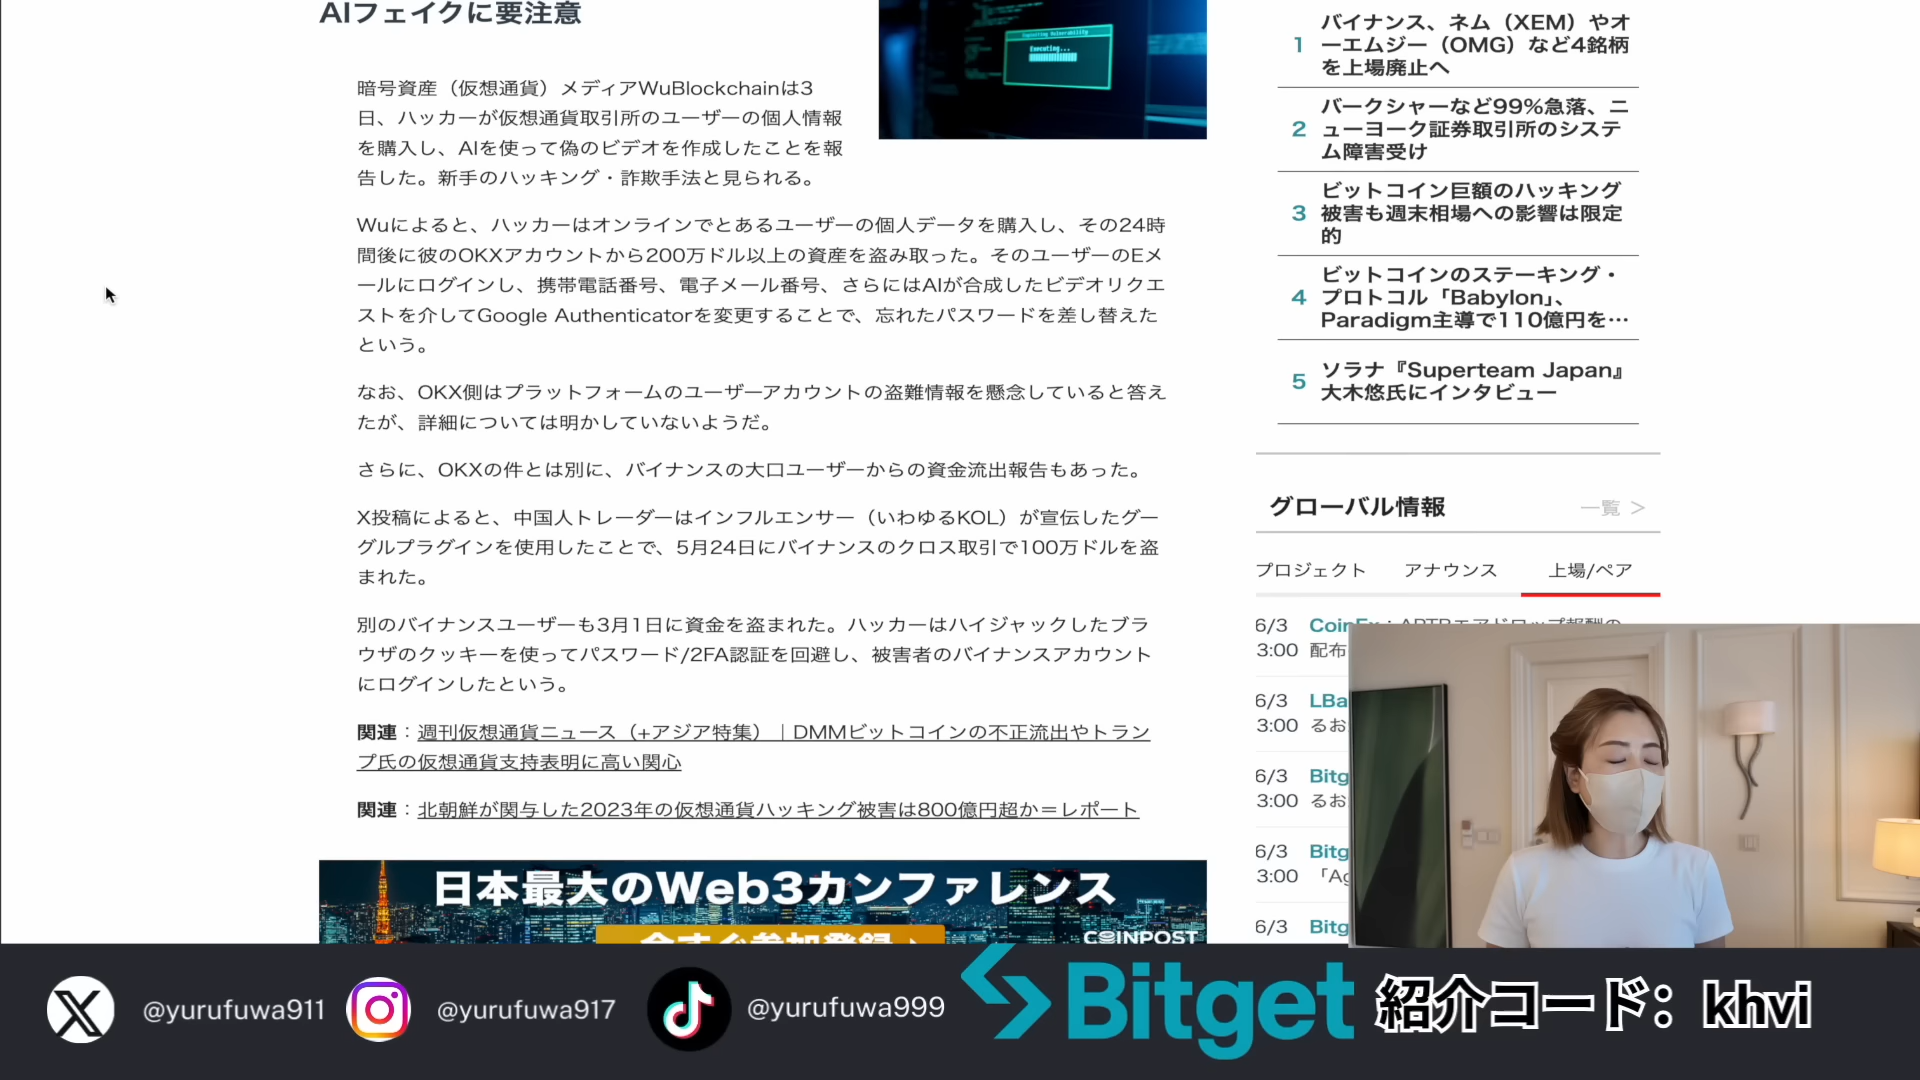 AIフェイクに要注意
Exploiting Vulnerability
Executing...
暗号資産（仮想通貨）メディアWuBlockchainは3
日、ハッカーが仮想通貨取引所のユーザーの個人情報
を購入し、AIを使って偽のビデオを作成したことを報
告した。新手のハッキング・詐欺手法と見られる。
Wuによると、ハッカーはオンラインでとあるユーザーの個人データを購入し、その24時
間後に彼のOKXアカウントから200万ドル以上の資産を盗み取った。そのユーザーのEメ
ールにログインし、携帯電話番号、電子メール番号、さらにはAIが合成したビデオリクエ
ストを介してGoogle Authenticatorを変更することで、忘れたパスワードを差し替えた
という。
なお、OKX側はプラットフォームのユーザーアカウントの盗難情報を懸念していると答え
たが、詳細については明かしていないようだ。
さらに、OKXの件とは別に、バイナンスの大口ユーザーからの資金流出報告もあった。
X投稿によると、中国人トレーダーはインフルエンサー（いわゆるKOL）が宣伝したグー
グルプラグインを使用したことで、5月24日にバイナンスのクロス取引で100万ドルを盗
まれた。
別のバイナンスユーザーも3月1日に資金を盗まれた。ハッカーはハイジャックしたブラ
ウザのクッキーを使ってパスワード/2FA認証を回避し、被害者のバイナンスアカウント
にログインしたという。
関連：週刊仮想通貨ニュース（+アジア特集）｜DMMビットコインの不正流出やトラン
プ氏の仮想通貨支持表明に高い関心
関連：北朝鮮が関与した2023年の仮想通貨ハッキング被害は800億円超か＝レポート
日本最大のWeb3カンファレンス
今すぐ参加登録 ›
COINPOST
1 バイナンス、ネム（XEM）やオ
ーエムジー（OMG）など4銘柄
を上場廃止へ
2 バークシャーなど99%急落、ニ
ューヨーク証券取引所のシステ
ム障害受け
3 ビットコイン巨額のハッキング
被害も週末相場への影響は限定
的
4 ビットコインのステーキング・
プロトコル「Babylon」、
Paradigm主導で110億円を…
5 ソラナ『Superteam Japan』
大木悠氏にインタビュー
グローバル情報
一覧 >
プロジェクト アナウンス 上場/ペア
6/3 CoinEx
3:00 配布
6/3 LBa
3:00 るお
6/3 Bitg
3:00 るお
6/3 Bitg
3:00 「Ag
6/3 Bitg
@yurufuwa911 @yurufuwa917 @yurufuwa999 Bitget 紹介コード：khvi